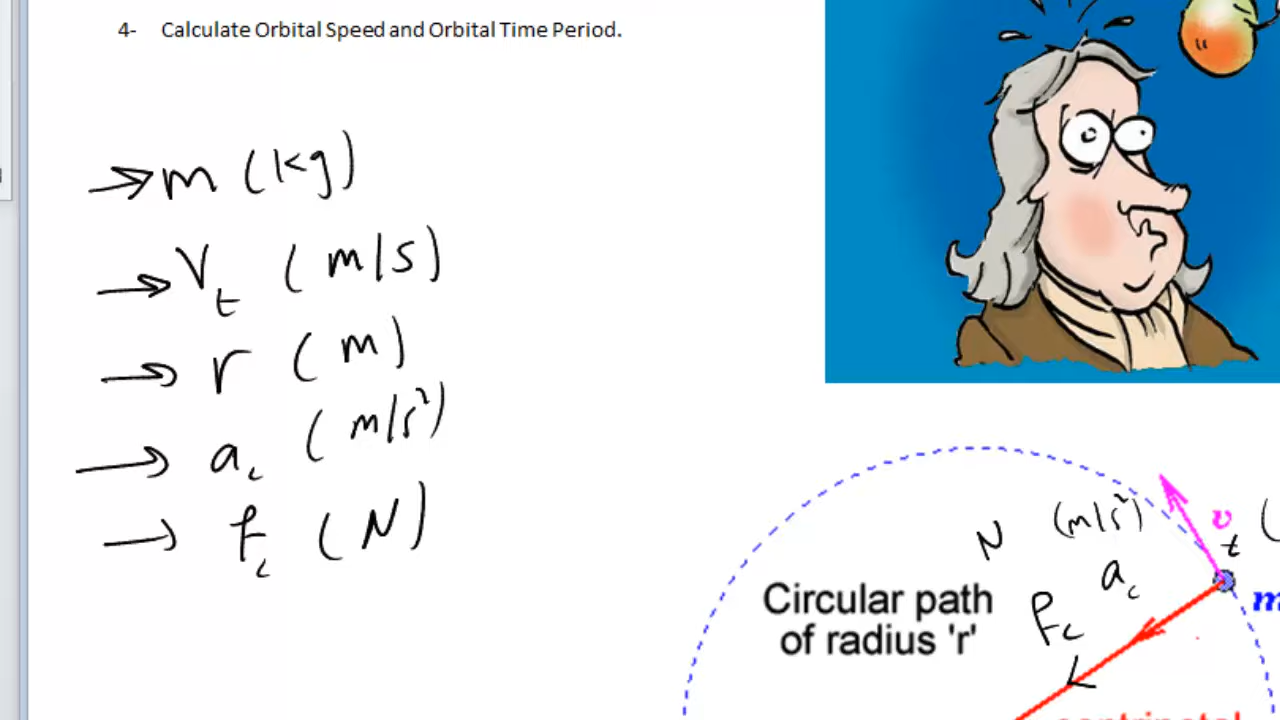 4- Calculate Orbital Speed and Orbital Time Period.
→ m (kg)
→ Vt (m/s)
→ r (m)
→ ac (m/s²)
→ Fc (N)
N (m/s²)
v t (
ac
Circular path
of radius 'r'
Fc
m